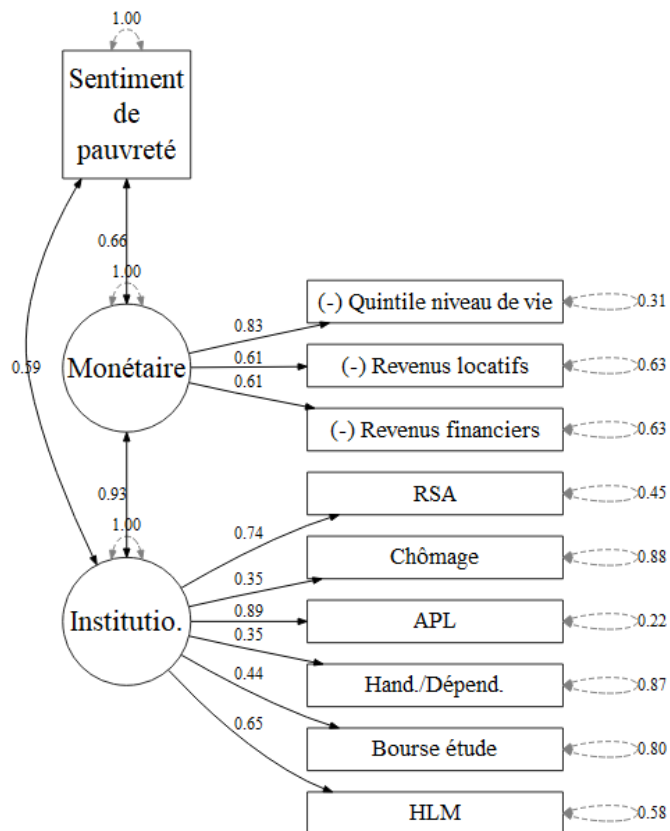 1.00
Sentiment
de
pauvreté
0.66
1.00
0.59
Monétaire
0.83
(-) Quintile niveau de vie
0.31
0.61
(-) Revenus locatifs
0.63
0.61
(-) Revenus financiers
0.63
0.93
1.00
Institutio.
0.74
RSA
0.45
0.35
Chômage
0.88
0.89
APL
0.22
0.35
Hand./Dépend.
0.87
0.44
Bourse étude
0.80
0.65
HLM
0.58